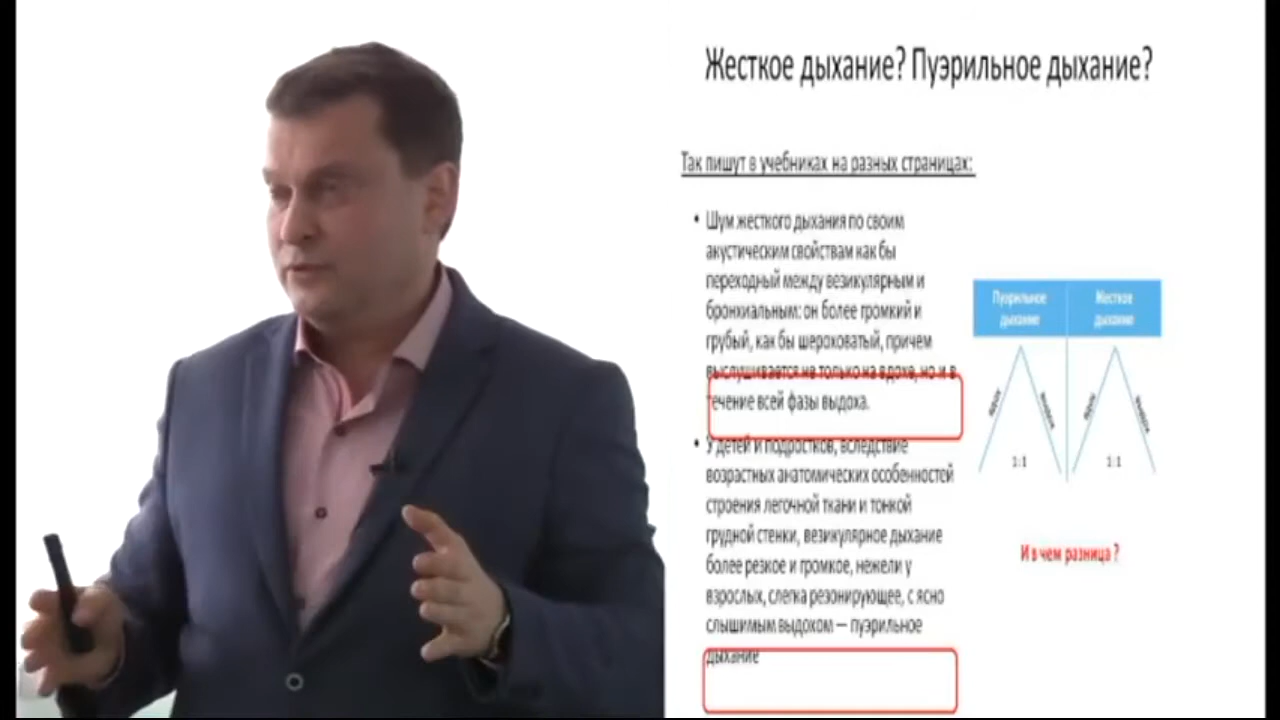 Жесткое дыхание? Пуэрильное дыхание?
Так пишут в учебниках на разных страницах:
• Шум жесткого дыхания по своим
акустическим свойствам как бы
переходный между везикулярным и
бронхиальным: он более громкий и
грубый, как бы шероховатый, причем
выслушивается не только на вдохе, но и в
течение всей фазы выдоха.
• У детей и подростков, вследствие
возрастных анатомических особенностей
строения легочной ткани и тонкой
грудной стенки, везикулярное дыхание
более резкое и громкое, нежели у
взрослых, слегка резонирующее, с ясно
слышимым выдохом — пуэрильное
дыхание
Пуэрильное
дыхание
Жесткое
дыхание
вдох
выдох
1:1
вдох
выдох
1:1
И в чем разница ?